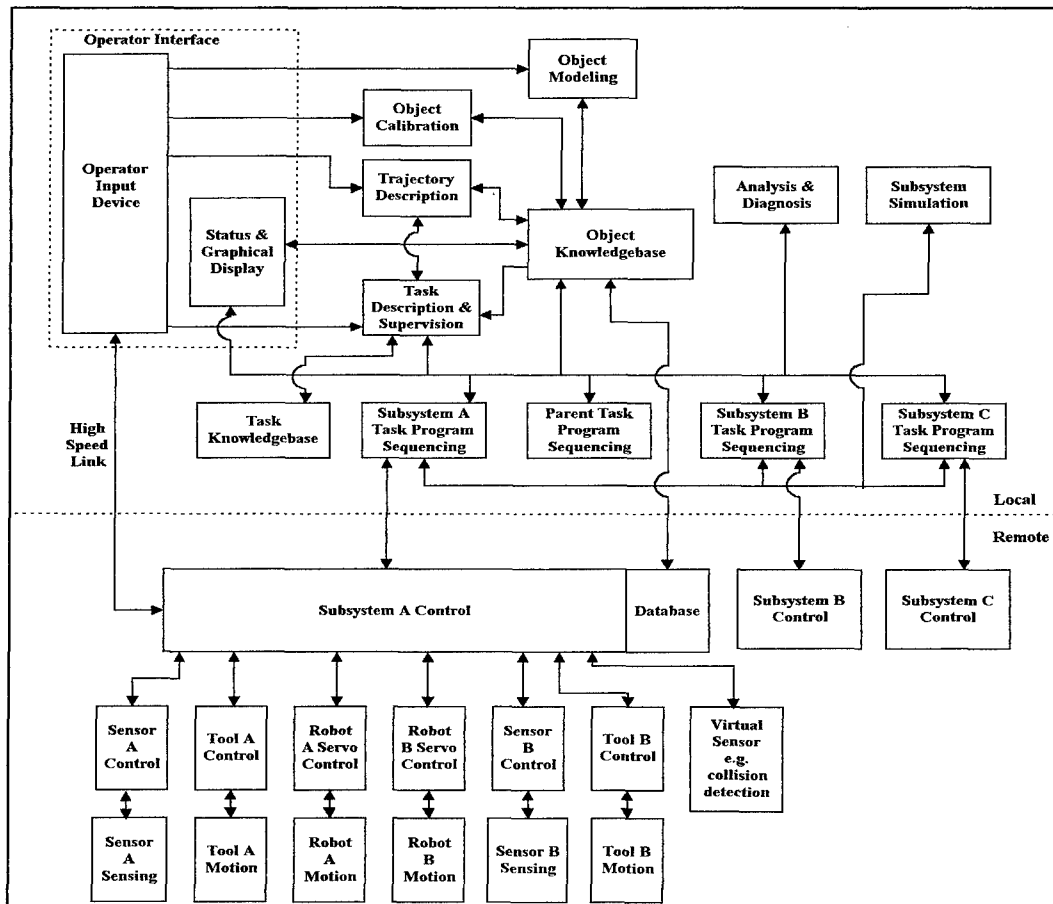 Operator Interface
Operator
Input
Device
Object
Modeling
Object
Calibration
Trajectory
Description
Status &
Graphical
Display
Object
Knowledgebase
Analysis &
Diagnosis
Subsystem
Simulation
Task
Description &
Supervision
High
Speed
Link
Task
Knowledgebase
Subsystem A
Task Program
Sequencing
Parent Task
Program
Sequencing
Subsystem B
Task Program
Sequencing
Subsystem C
Task Program
Sequencing
Local
Remote
Subsystem A Control
Database
Subsystem B
Control
Subsystem C
Control
Sensor
A
Control
Tool A
Control
Robot
A Servo
Control
Robot
B Servo
Control
Sensor
B
Control
Tool B
Control
Virtual
Sensor
e.g.
collision
detection
Sensor
A
Sensing
Tool A
Motion
Robot
A
Motion
Robot
B
Motion
Sensor B
Sensing
Tool B
Motion